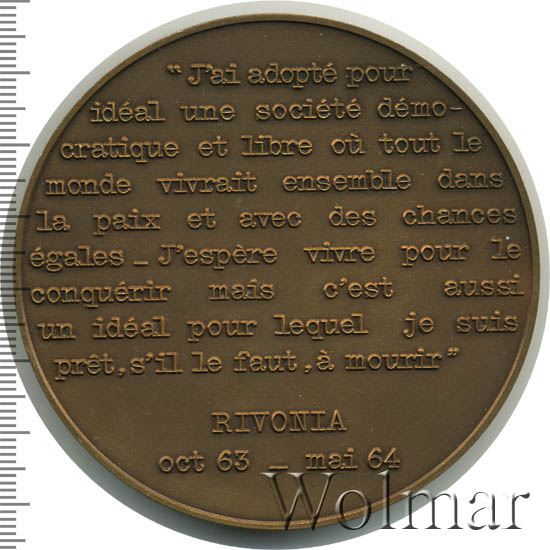 "J'ai adopté pour
idéal une société démo-
cratique et libre où tout le
monde vivrait ensemble dans
la paix et avec des chances
égales _ J'espère vivre pour le
conquérir mais c'est aussi
un idéal pour lequel je suis
prêt, s'il le faut, à mourir"
RIVONIA
oct 63 _ mai 64
Wolmar